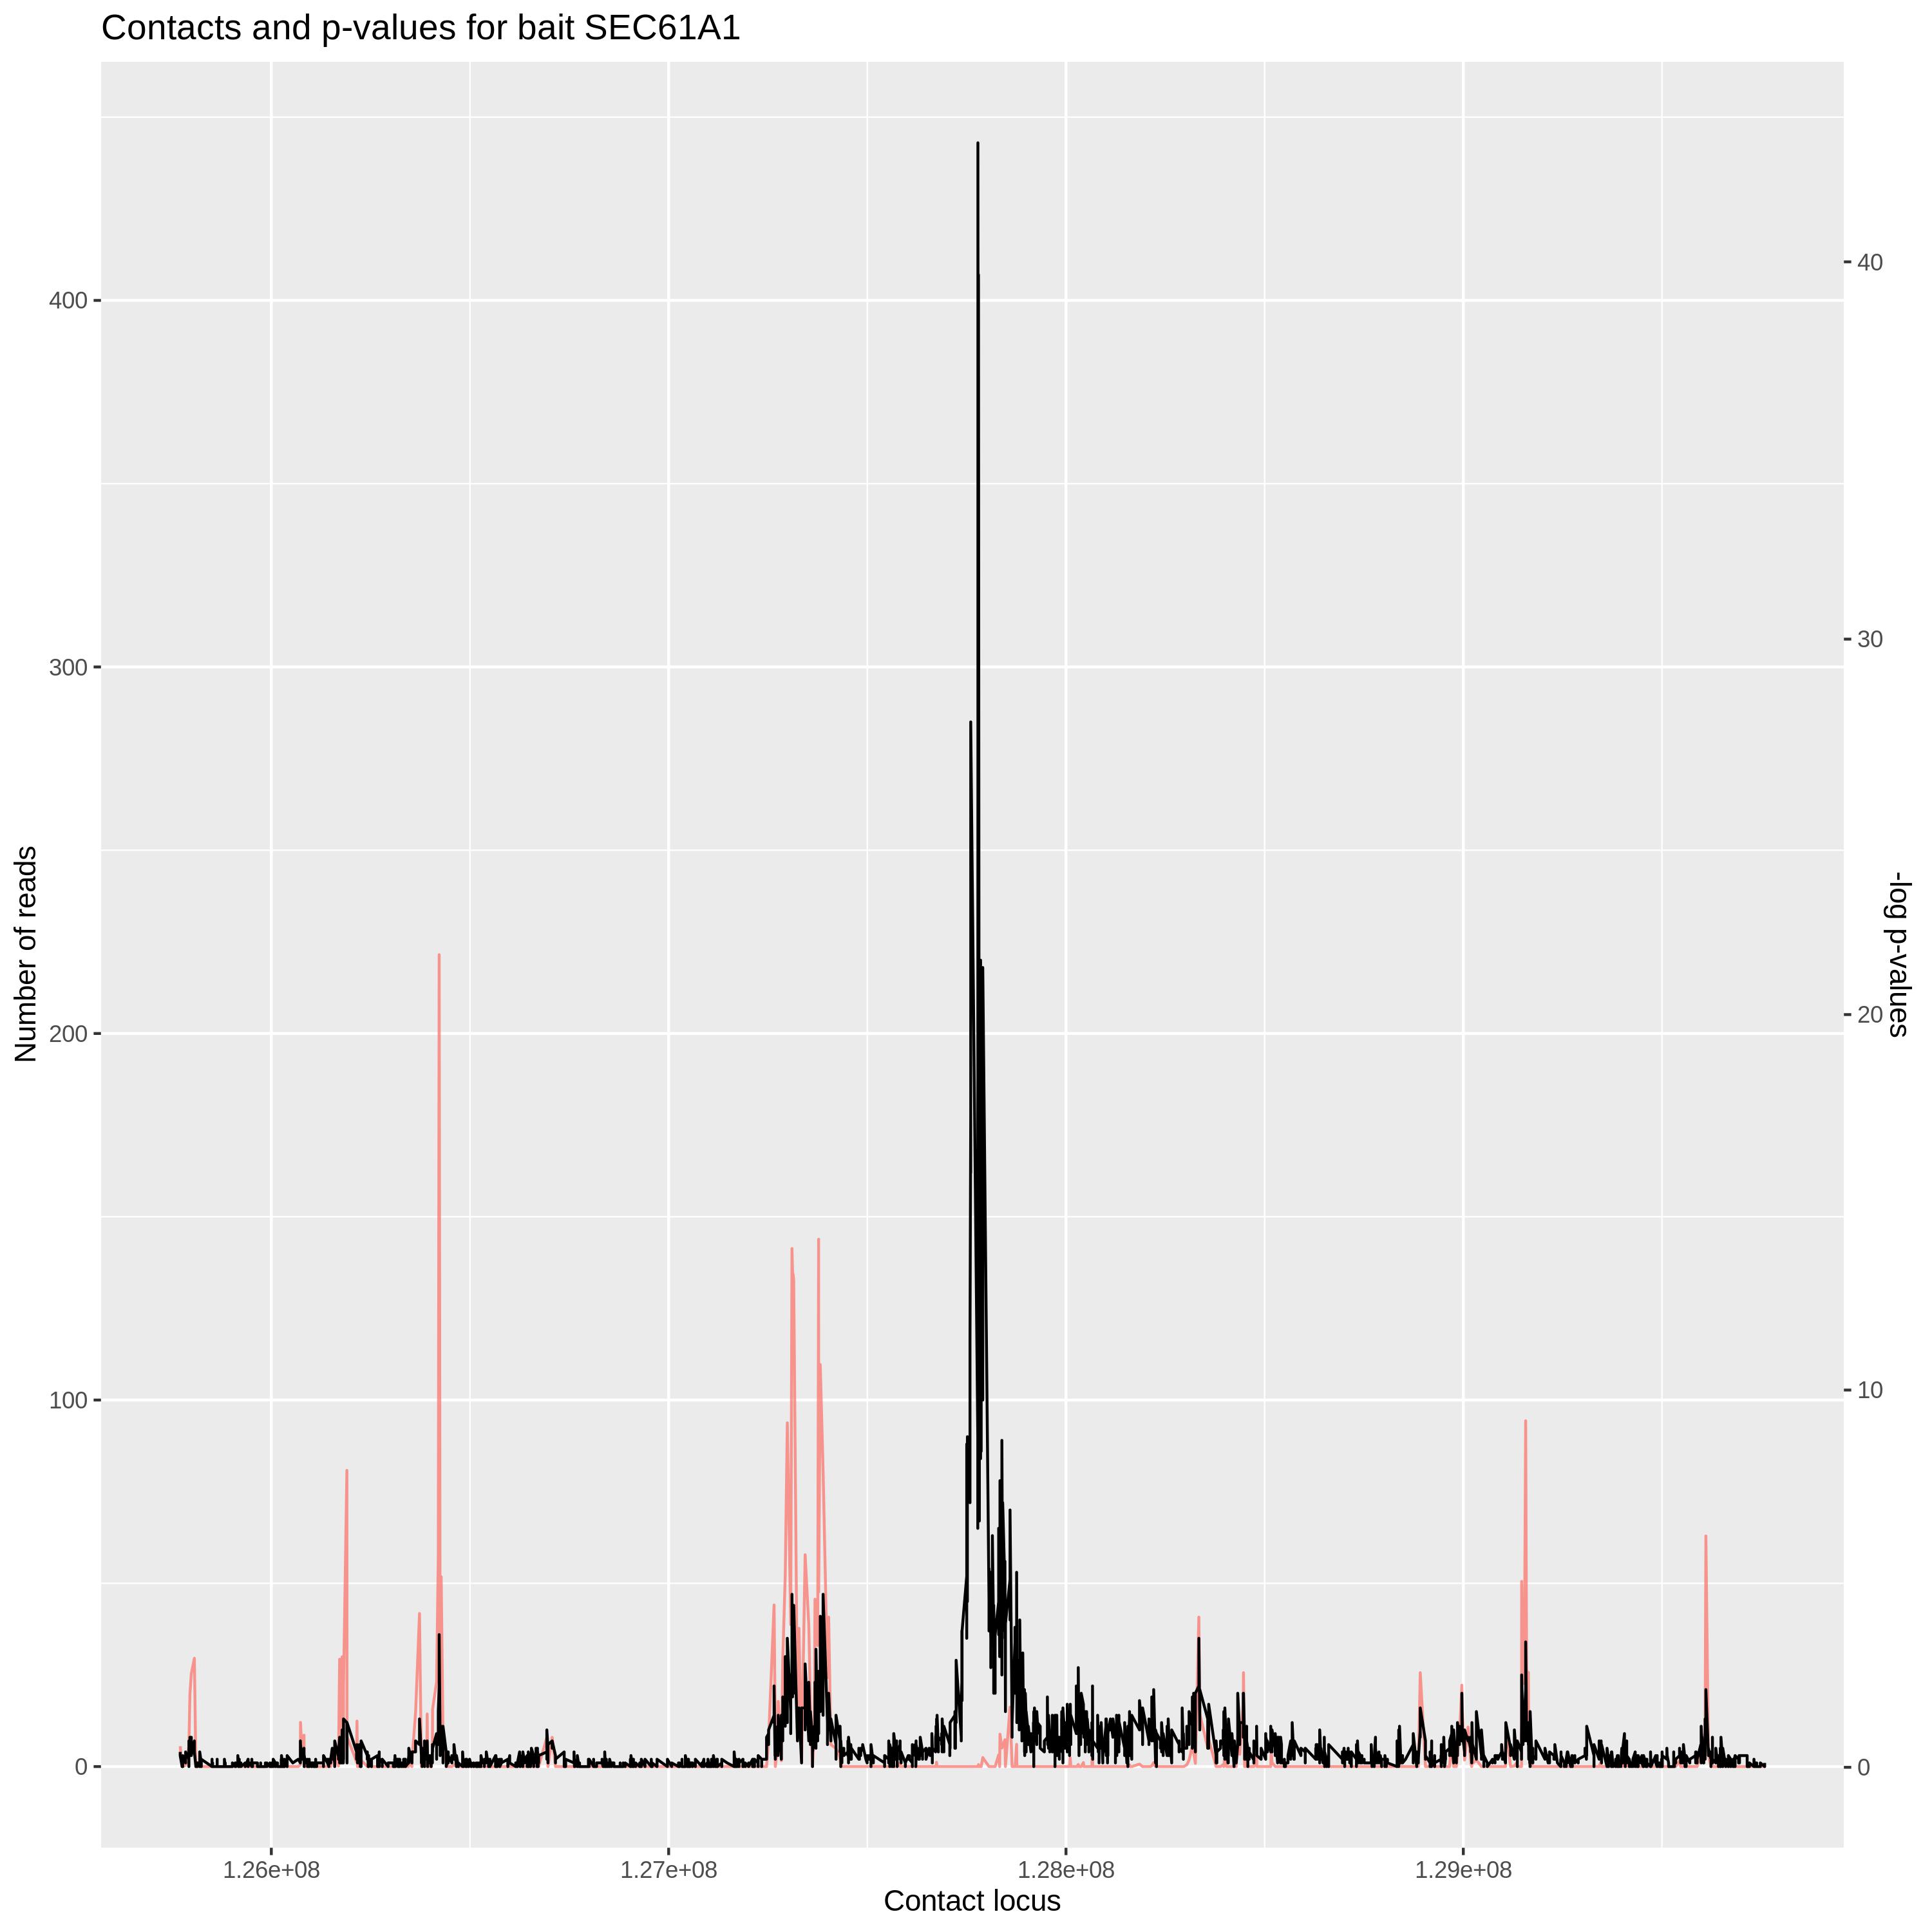 Contacts and p-values for bait SEC61A1
Number of reads
400
300
200
100
0
40
30
20
10
0
-log p-values
1.26e+08 1.27e+08 1.28e+08 1.29e+08
Contact locus